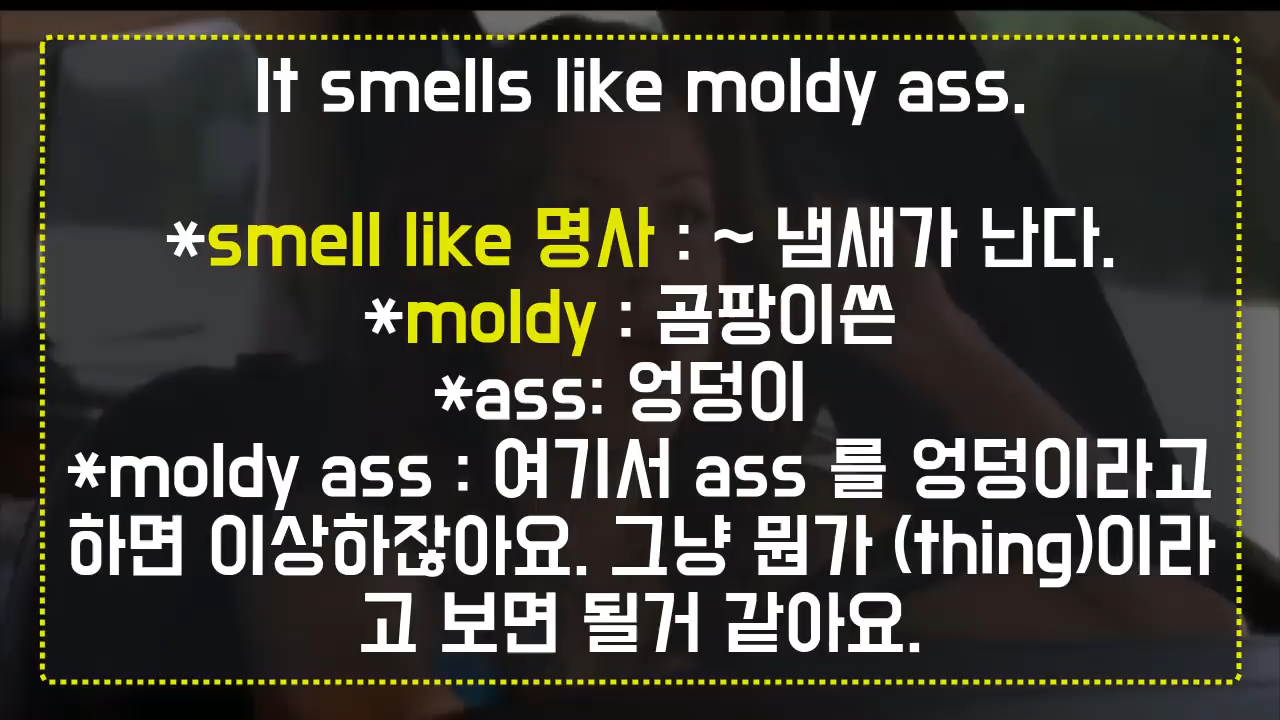 It smells like moldy ass.
*smell like 명사 : ~ 냄새가 난다.
*moldy : 곰팡이쓴
*ass: 엉덩이
*moldy ass : 여기서 ass 를 엉덩이라고
하면 이상하잖아요. 그냥 뭔가 (thing)이라
고 보면 될거 같아요.